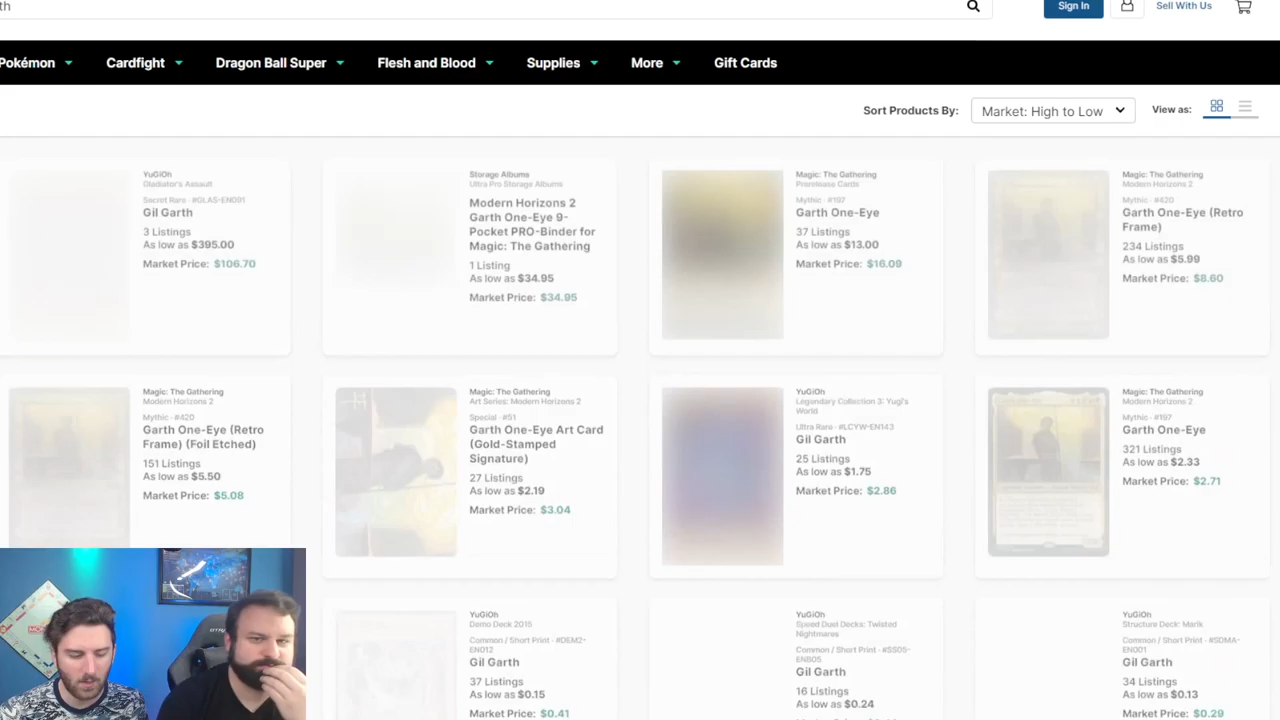 th
Sign In
Sell With Us
Pokémon
Cardfight
Dragon Ball Super
Flesh and Blood
Supplies
More
Gift Cards
Sort Products By:
Market: High to Low
View as:
YuGiOh
Gladiator's Assault
Secret Rare · #GLAS-EN091
Gil Garth
3 Listings
As low as $395.00
Market Price: $106.70
Storage Albums
Ultra Pro Storage Albums
Modern Horizons 2
Garth One-Eye 9-
Pocket PRO-Binder for
Magic: The Gathering
1 Listing
As low as $34.95
Market Price: $34.95
Magic: The Gathering
Prerelease Cards
Mythic · #197
Garth One-Eye
37 Listings
As low as $13.00
Market Price: $16.09
Magic: The Gathering
Modern Horizons 2
Mythic · #420
Garth One-Eye (Retro
Frame)
234 Listings
As low as $5.99
Market Price: $8.60
Magic: The Gathering
Modern Horizons 2
Mythic · #420
Garth One-Eye (Retro
Frame) (Foil Etched)
151 Listings
As low as $5.50
Market Price: $5.08
Magic: The Gathering
Art Series: Modern Horizons 2
Special · #51
Garth One-Eye Art Card
(Gold-Stamped
Signature)
27 Listings
As low as $2.19
Market Price: $3.04
YuGiOh
Legendary Collection 3: Yugi's
World
Ultra Rare · #LCYW-EN143
Gil Garth
25 Listings
As low as $1.75
Market Price: $2.86
Magic: The Gathering
Modern Horizons 2
Mythic · #197
Garth One-Eye
321 Listings
As low as $2.33
Market Price: $2.71
YuGiOh
Demo Deck 2015
Common / Short Print · #DEM2-
EN012
Gil Garth
37 Listings
As low as $0.15
Market Price: $0.41
YuGiOh
Speed Duel Decks: Twisted
Nightmares
Common / Short Print · #SS05-
ENB05
Gil Garth
16 Listings
As low as $0.24
YuGiOh
Structure Deck: Marik
Common / Short Print · #SDMA-
EN001
Gil Garth
34 Listings
As low as $0.13
Market Price: $0.29